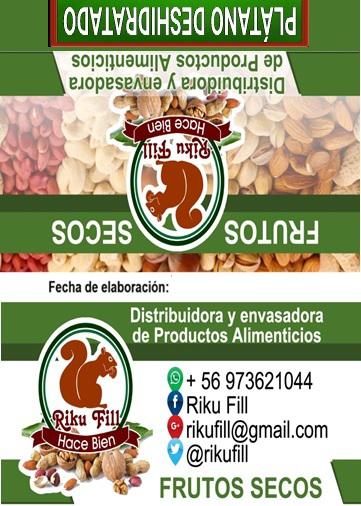 PLÁTANO DESHIDRATADO
Distribuidora y envasadora
de Productos Alimenticios
Riku Fill
Hace Bien
FRUTOS SECOS
Fecha de elaboración:
Distribuidora y envasadora
de Productos Alimenticios
Riku Fill
Hace Bien
+ 56 973621044
Riku Fill
rikufill@gmail.com
@rikufill
FRUTOS SECOS